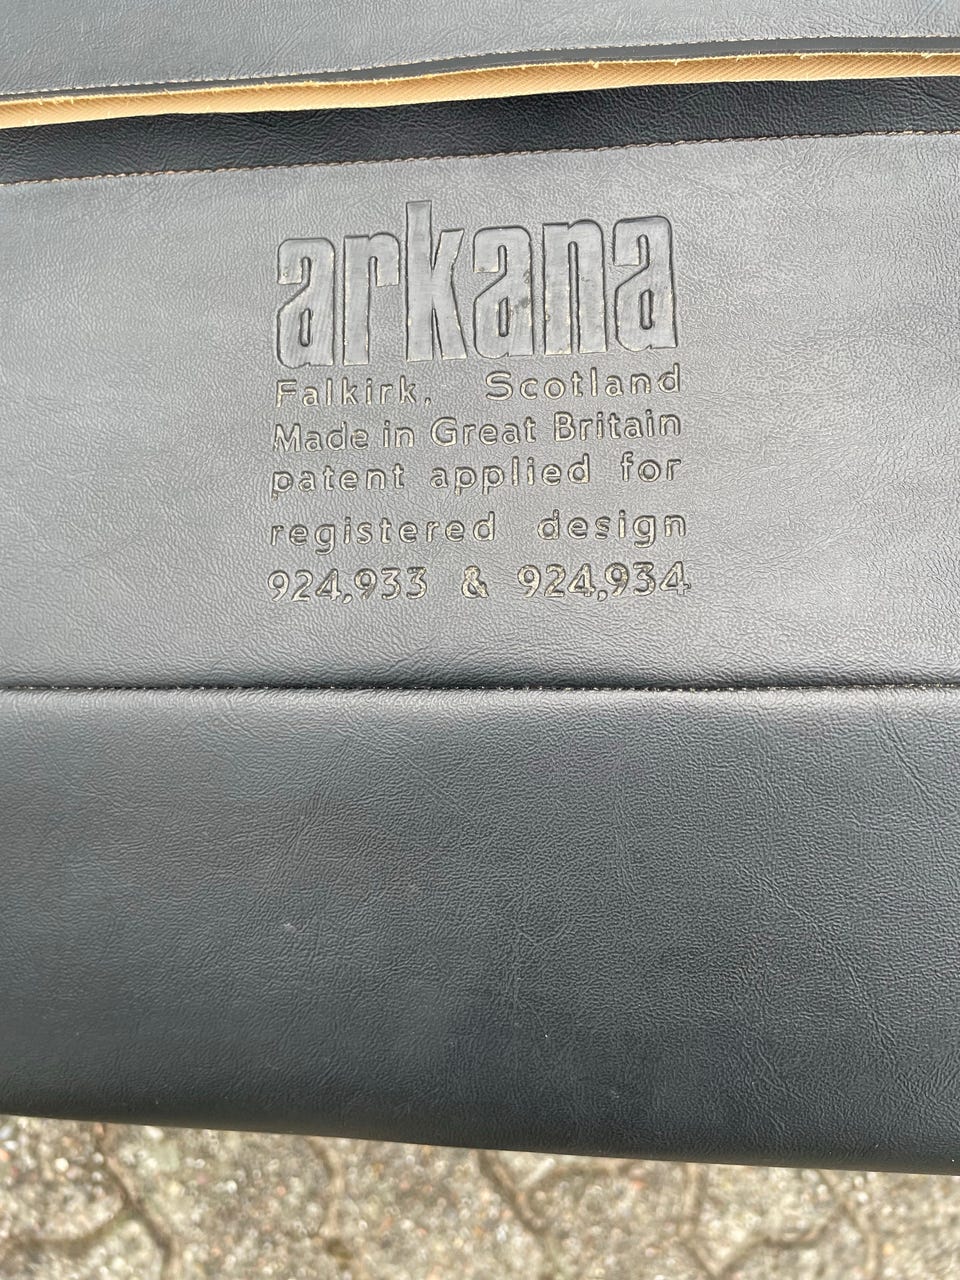 arkana
Falkirk, Scotland
Made in Great Britain
patent applied for
registered design
924,933 & 924,934